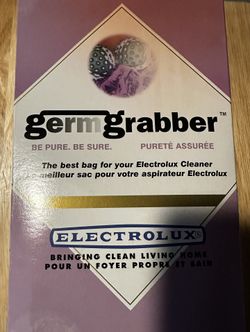 germgrabber™
BE PURE. BE SURE. PURETÉ ASSURÉE
The best bag for your Electrolux Cleaner
Le meilleur sac pour votre aspirateur Electrolux
ELECTROLUX
BRINGING CLEAN LIVING HOME
POUR UN FOYER PROPRE ET SAIN